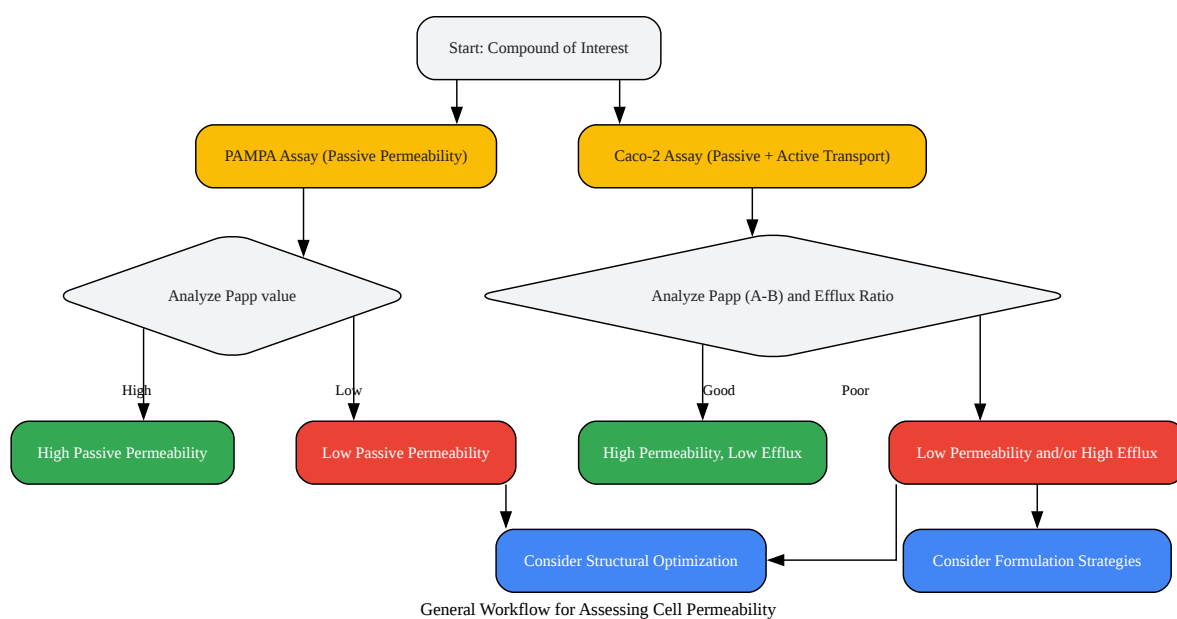 Start: Compound of Interest
PAMPA Assay (Passive Permeability)
Caco-2 Assay (Passive + Active Transport)
Analyze Papp value
Analyze Papp (A-B) and Efflux Ratio
High
Low
Good
Poor
High Passive Permeability
Low Passive Permeability
High Permeability, Low Efflux
Low Permeability and/or High Efflux
Consider Structural Optimization
Consider Formulation Strategies
General Workflow for Assessing Cell Permeability